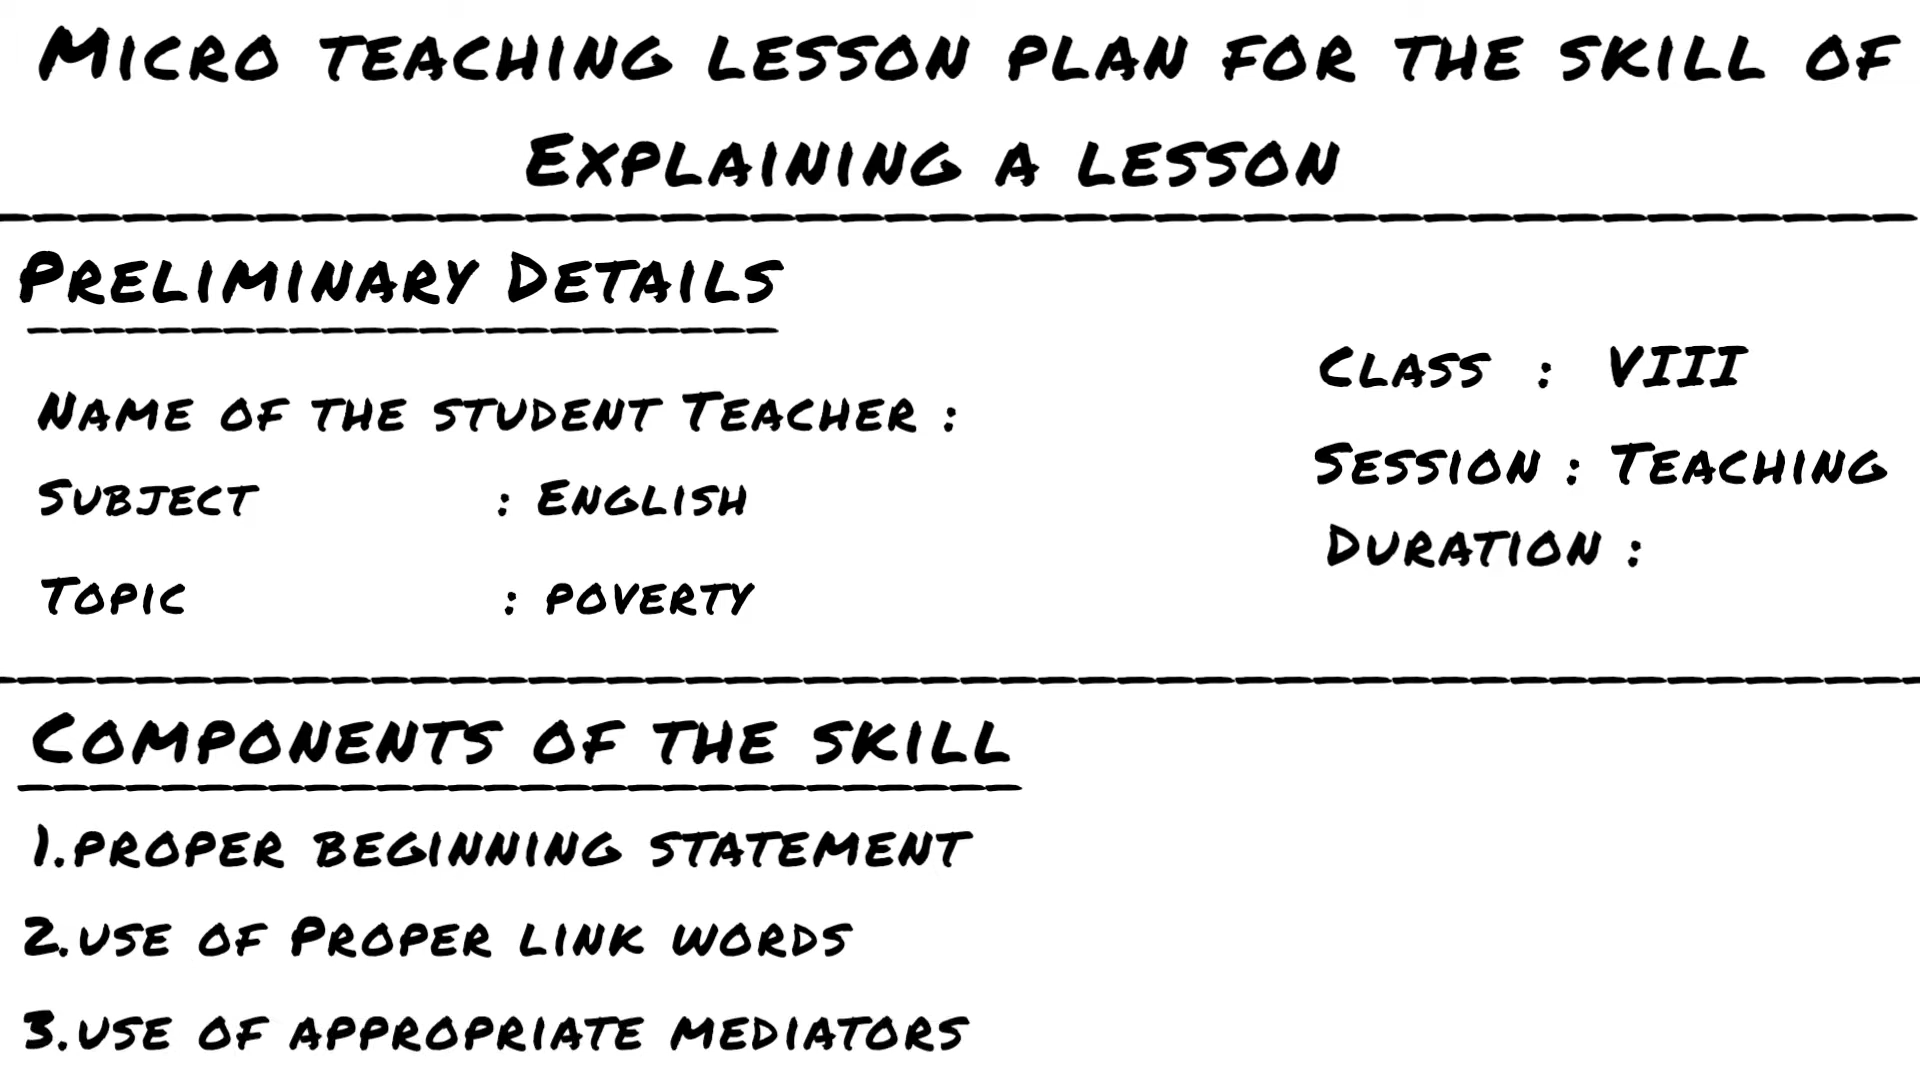 Micro teaching lesson plan for the skill of
Explaining a lesson
Preliminary Details
Class : VIII
Name of the student Teacher :
Session : Teaching
Subject : English
Duration :
Topic : poverty
Components of the skill
1.proper beginning statement
2.use of Proper link words
3.use of appropriate mediators